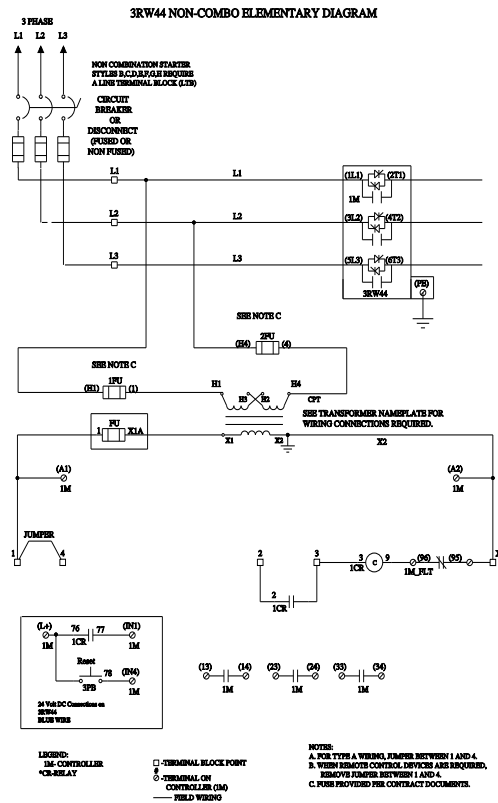 3RW44 NON-COMBO ELEMENTARY DIAGRAM
3 PHASE
L1 L2 L3
NON COMBINATION STARTER
STYLES B,C,D,E,F,G,H REQUIRE
A LINE TERMINAL BLOCK (LTB)
CIRCUIT
BREAKER
OR
DISCONNECT
(FUSED OR
NON FUSED)
L1 L1 (1L1) (2T1)
1M
L2 L2 (3L2) (4T2)
L3 L3 (5L3) (6T3)
3RW44
(PE)
SEE NOTE C
2FU
(H4) (4)
SEE NOTE C
1FU
(H1) (1)
H1 H3 H2 H4
CPT
SEE TRANSFORMER NAMEPLATE FOR
WIRING CONNECTIONS REQUIRED.
FU
1 X1A
X1 X2 X2
(A1) (A2)
1M 1M
JUMPER
1 4 2 3 3 9 (96) (95)
C
1CR 1M_FLT
2
1CR
(L+) 76 77 (IN1)
1M 1CR 1M
Reset
78 (IN4)
3PB 1M
24 Volt DC Connections on
3RW44
BLUE WIRE
(13) (14) (23) (24) (33) (34)
1M 1M 1M
LEGEND:
1M- CONTROLLER
*CR-RELAY
-TERMINAL BLOCK POINT
#
-TERMINAL ON
CONTROLLER (1M)
FIELD WIRING
NOTES:
A. FOR TYPE A WIRING, JUMPER BETWEEN 1 AND 4.
B. WHEN REMOTE CONTROL DEVICES ARE REQUIRED,
REMOVE JUMPER BETWEEN 1 AND 4.
C. FUSE PROVIDED PER CONTRACT DOCUMENTS.